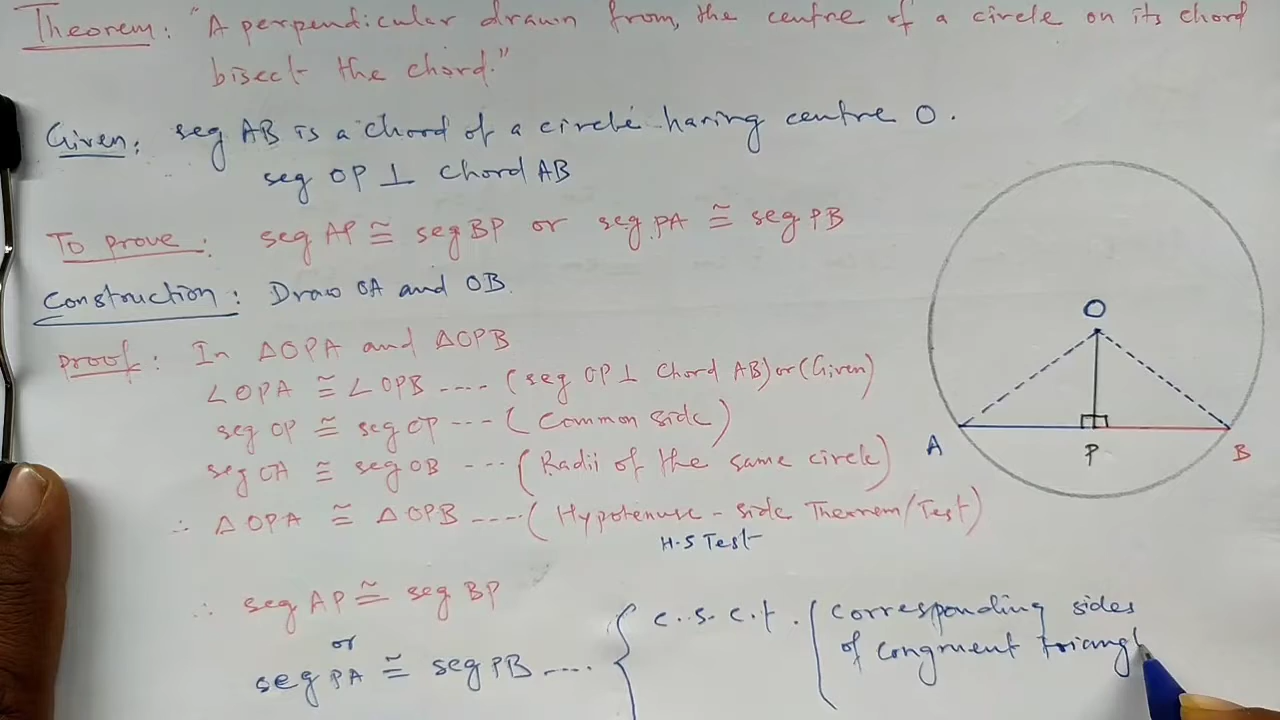 Theorem: "A perpendicular drawn from, the centre of a circle on its chord
bisect the chord."
Given: seg AB is a chord of a circle having centre O.
seg OP ⊥ chord AB
To prove: seg AP ≅ seg BP or seg PA ≅ seg PB
Construction: Draw OA and OB.
Proof: In ΔOPA and ΔOPB
∠OPA ≅ ∠OPB .... (seg OP ⊥ chord AB) or (Given)
seg OP ≅ seg OP --- (Common side)
seg OA ≅ seg OB --- (Radii of the same circle)
∴ ΔOPA ≅ ΔOPB ----- (Hypotenuse - side Theorem/Test)
H.S Test
∴ seg AP ≅ seg BP
or
seg PA ≅ seg PB .... { c.s.c.t. (corresponding sides
of congruent triangl
O
A
P
B